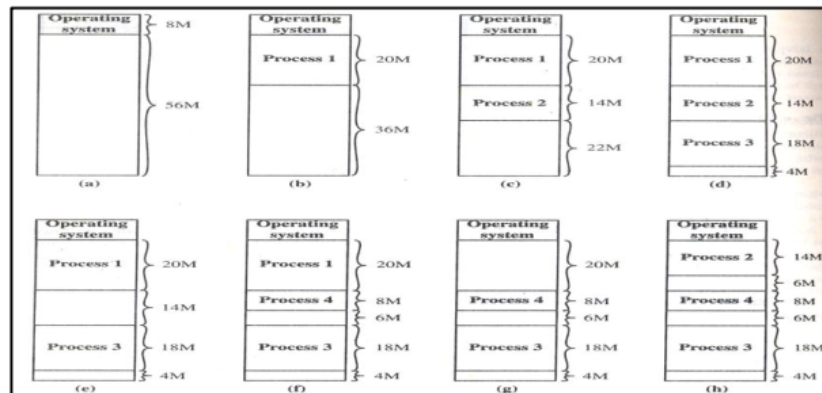 Operating system
8M
56M
(a)
Operating system
Process 1
20M
36M
(b)
Operating system
Process 1
20M
Process 2
14M
22M
(c)
Operating system
Process 1
20M
Process 2
14M
Process 3
18M
4M
(d)
Operating system
Process 1
20M
14M
Process 3
18M
4M
(e)
Operating system
Process 1
20M
Process 4
8M
6M
Process 3
18M
4M
(f)
Operating system
20M
Process 4
8M
6M
Process 3
18M
4M
(g)
Operating system
Process 2
14M
6M
Process 4
8M
6M
Process 3
18M
4M
(h)